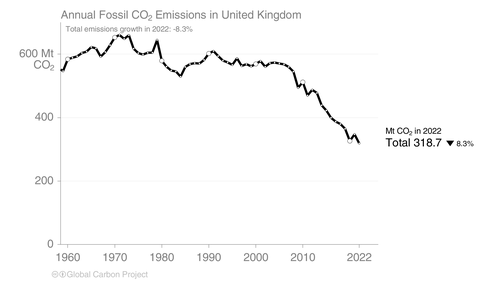 Annual Fossil CO₂ Emissions in United Kingdom
Total emissions growth in 2022: -8.3%
600 Mt
CO₂
400
200
0
1960 1970 1980 1990 2000 2010 2022
Mt CO₂ in 2022
Total 318.7 ▼ 8.3%
Global Carbon Project